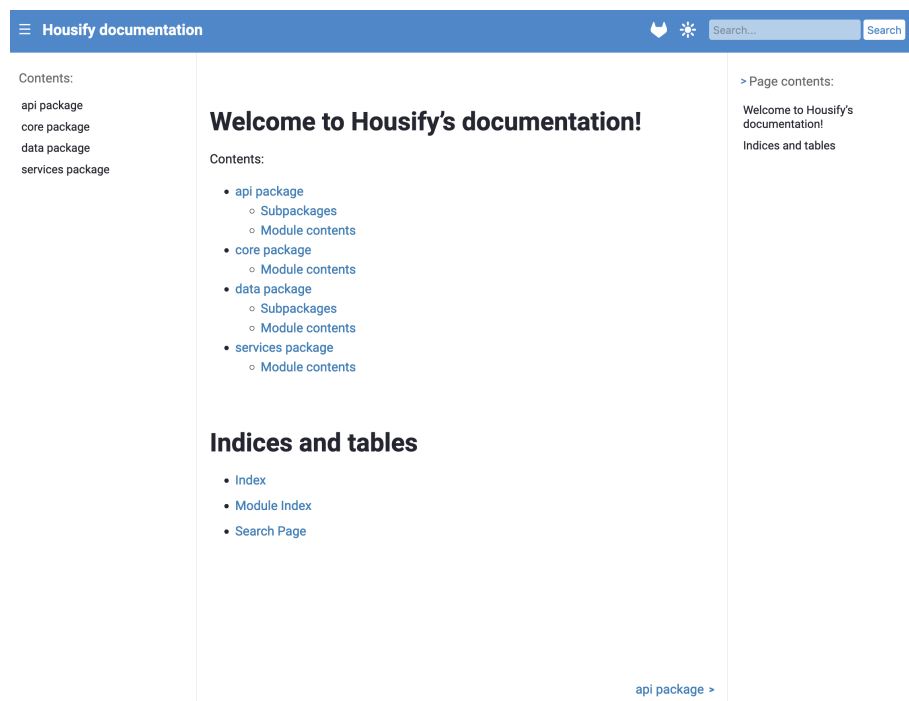 ☰ Housify documentation
Search...
Search
Contents:
api package
core package
data package
services package
Welcome to Housify’s documentation!
Contents:
• api package
◦ Subpackages
◦ Module contents
• core package
◦ Module contents
• data package
◦ Subpackages
◦ Module contents
• services package
◦ Module contents
Indices and tables
• Index
• Module Index
• Search Page
api package >
> Page contents:
Welcome to Housify’s
documentation!
Indices and tables